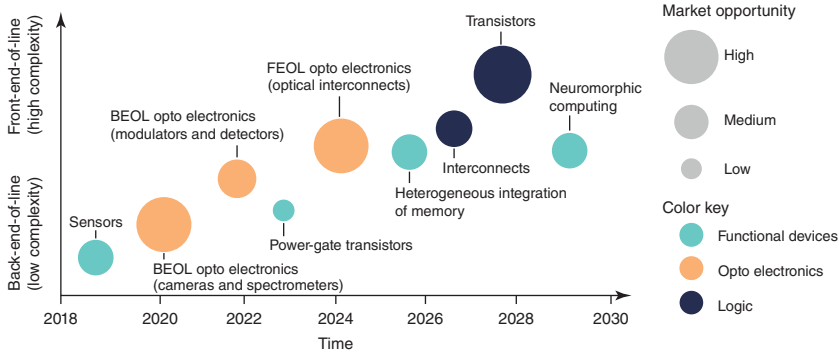 Front-end-of-line
(high complexity)
Back-end-of-line
(low complexity)
Sensors
BEOL opto electronics
(cameras and spectrometers)
BEOL opto electronics
(modulators and detectors)
Power-gate transistors
FEOL opto electronics
(optical interconnects)
Heterogeneous integration
of memory
Interconnects
Transistors
Neuromorphic
computing
2018
2020
2022
2024
2026
2028
2030
Time
Market opportunity
High
Medium
Low
Color key
Functional devices
Opto electronics
Logic